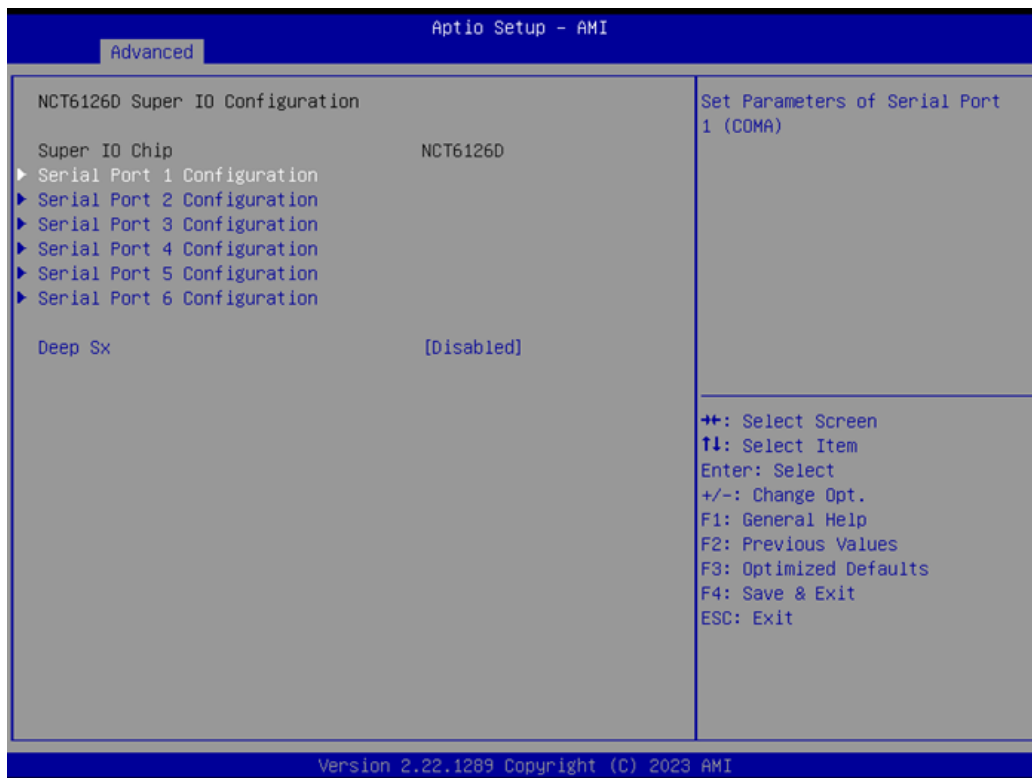 Aptio Setup - AMI
Advanced
NCT6126D Super IO Configuration
Super IO Chip NCT6126D
Serial Port 1 Configuration
Serial Port 2 Configuration
Serial Port 3 Configuration
Serial Port 4 Configuration
Serial Port 5 Configuration
Serial Port 6 Configuration
Deep Sx [Disabled]
Set Parameters of Serial Port
1 (COMA)
→←: Select Screen
↑↓: Select Item
Enter: Select
+/-: Change Opt.
F1: General Help
F2: Previous Values
F3: Optimized Defaults
F4: Save & Exit
ESC: Exit
Version 2.22.1289 Copyright (C) 2023 AMI